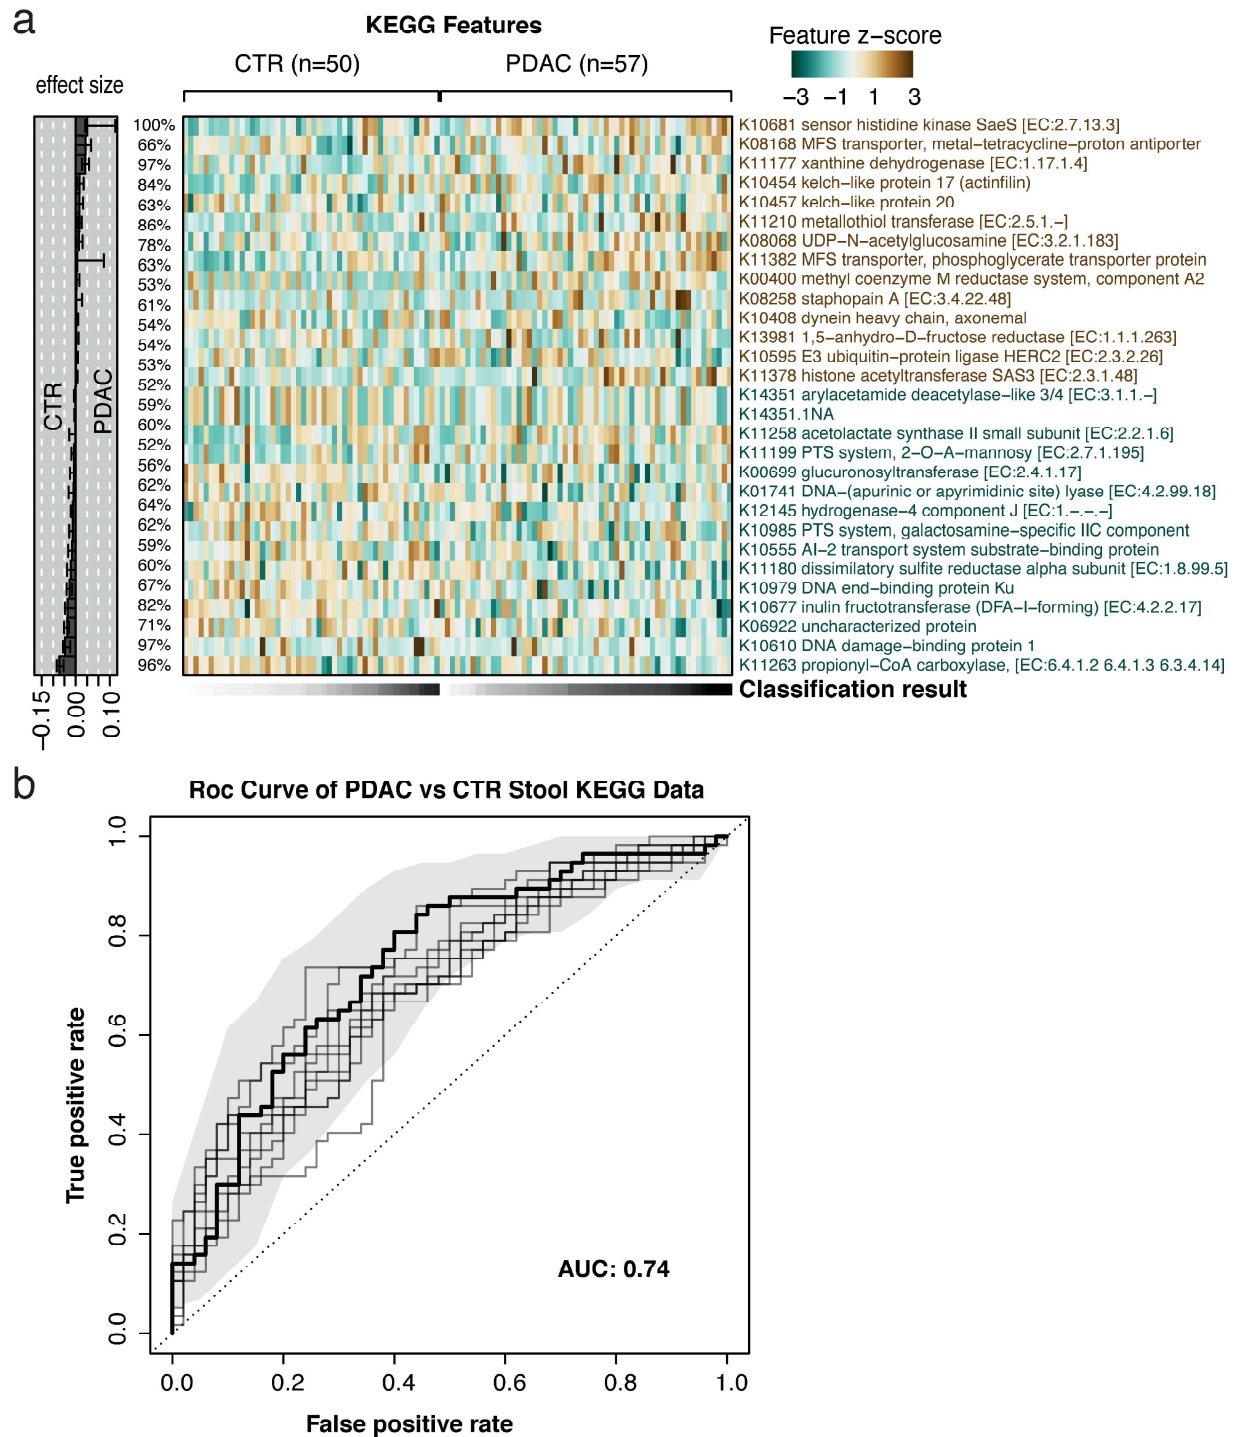 a
KEGG Features
CTR (n=50)
PDAC (n=57)
Feature z−score
−3 −1 1 3
effect size
CTR
PDAC
−0.15 0.00 0.10
100%
66%
97%
84%
63%
86%
78%
63%
53%
61%
54%
54%
53%
52%
59%
60%
52%
56%
62%
64%
62%
59%
60%
67%
82%
71%
97%
96%
K10681 sensor histidine kinase SaeS [EC:2.7.13.3]
K08168 MFS transporter, metal−tetracycline−proton antiporter
K11177 xanthine dehydrogenase [EC:1.17.1.4]
K10454 kelch−like protein 17 (actinfilin)
K10457 kelch−like protein 20
K11210 metallothiol transferase [EC:2.5.1.−]
K08068 UDP−N−acetylglucosamine [EC:3.2.1.183]
K11382 MFS transporter, phosphoglycerate transporter protein
K00400 methyl coenzyme M reductase system, component A2
K08258 staphopain A [EC:3.4.22.48]
K10408 dynein heavy chain, axonemal
K13981 1,5−anhydro−D−fructose reductase [EC:1.1.1.263]
K10595 E3 ubiquitin−protein ligase HERC2 [EC:2.3.2.26]
K11378 histone acetyltransferase SAS3 [EC:2.3.1.48]
K14351 arylacetamide deacetylase−like 3/4 [EC:3.1.1.−]
K14351.1NA
K11258 acetolactate synthase II small subunit [EC:2.2.1.6]
K11199 PTS system, 2−O−A−mannosy [EC:2.7.1.195]
K00699 glucuronosyltransferase [EC:2.4.1.17]
K01741 DNA−(apurinic or apyrimidinic site) lyase [EC:4.2.99.18]
K12145 hydrogenase−4 component J [EC:1.−.−.−]
K10985 PTS system, galactosamine−specific IIC component
K10555 AI−2 transport system substrate−binding protein
K11180 dissimilatory sulfite reductase alpha subunit [EC:1.8.99.5]
K10979 DNA end−binding protein Ku
K10677 inulin fructotransferase (DFA−I−forming) [EC:4.2.2.17]
K06922 uncharacterized protein
K10610 DNA damage−binding protein 1
K11263 propionyl−CoA carboxylase, [EC:6.4.1.2 6.4.1.3 6.3.4.14]
Classification result
b
Roc Curve of PDAC vs CTR Stool KEGG Data
True positive rate
0.0 0.2 0.4 0.6 0.8 1.0
AUC: 0.74
0.0 0.2 0.4 0.6 0.8 1.0
False positive rate